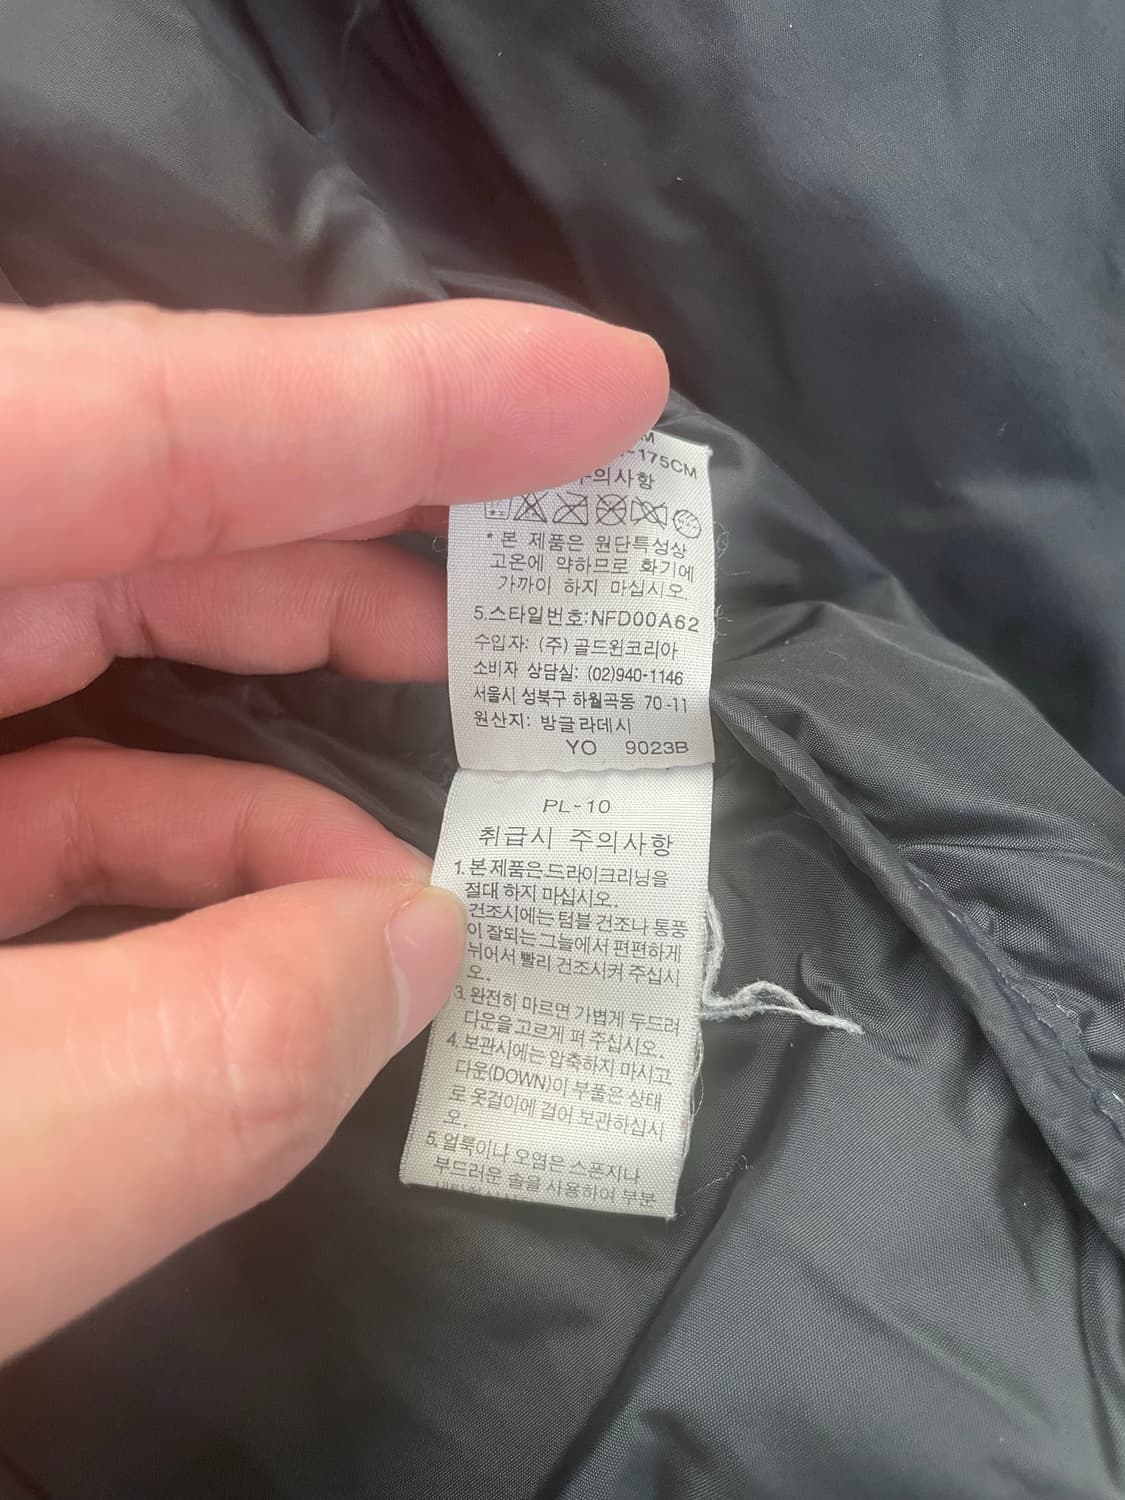 M
-175CM
의사항
* 본 제품은 원단특성상
고온에 약하므로 화기에
가까이 하지 마십시오
5.스타일번호:NFD00A62
수입자: (주) 골드윈코리아
소비자 상담실: (02)940-1146
서울시 성북구 하월곡동 70-11
원산지: 방글라데시
YO 9023B
PL-10
취급시 주의사항
1. 본 제품은 드라이크리닝을
절대 하지 마십시오.
건조시에는 텀블 건조나 통풍
이 잘되는 그늘에서 편편하게
뉘어서 빨리 건조시켜 주십시
오.
3. 완전히 마르면 가볍게 두드려
다운을 고르게 펴 주십시오.
4. 보관시에는 압축하지 마시고
다운(DOWN)이 부풀은 상태
로 옷걸이에 걸어 보관하십시
오.
5. 얼룩이나 오염은 스폰지나
부드러운 솔을 사용하여 부분